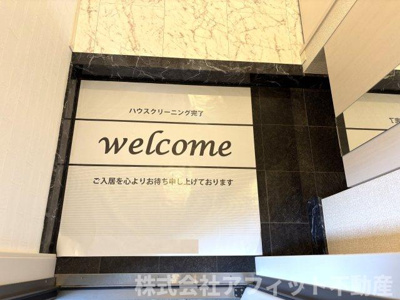 ハウスクリーニング完了
welcome
ご入居を心よりお待ち申し上げております
株式会社アフィット不動産